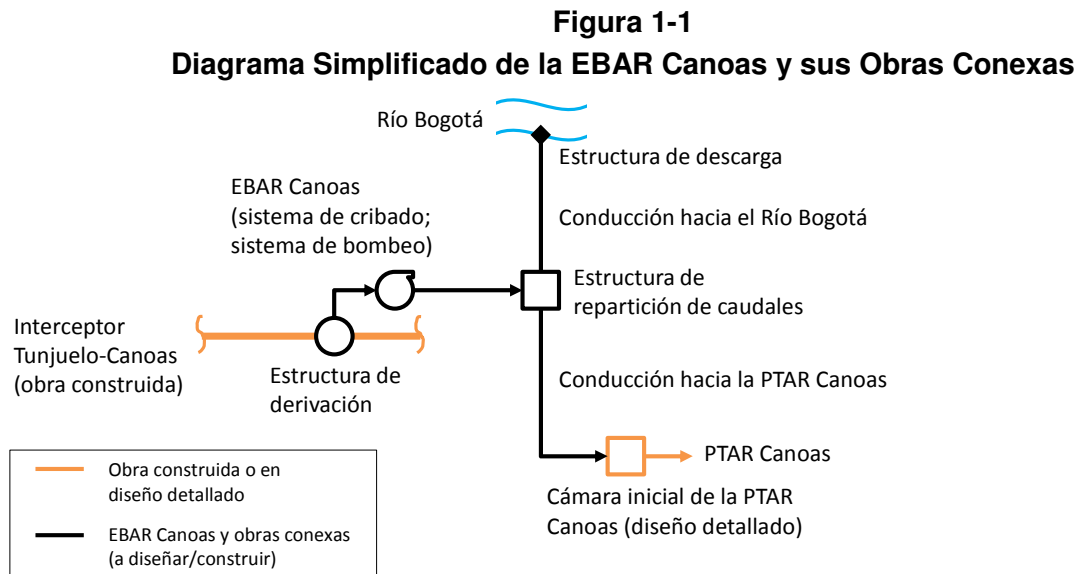 Figura 1-1
Diagrama Simplificado de la EBAR Canoas y sus Obras Conexas
Río Bogotá
Estructura de descarga
EBAR Canoas
(sistema de cribado;
sistema de bombeo)
Conducción hacia el Río Bogotá
Estructura de
repartición de caudales
Interceptor
Tunjuelo-Canoas
(obra construida)
Estructura de
derivación
Conducción hacia la PTAR Canoas
PTAR Canoas
Cámara inicial de la PTAR
Canoas (diseño detallado)
Obra construida o en
diseño detallado
EBAR Canoas y obras conexas
(a diseñar/construir)